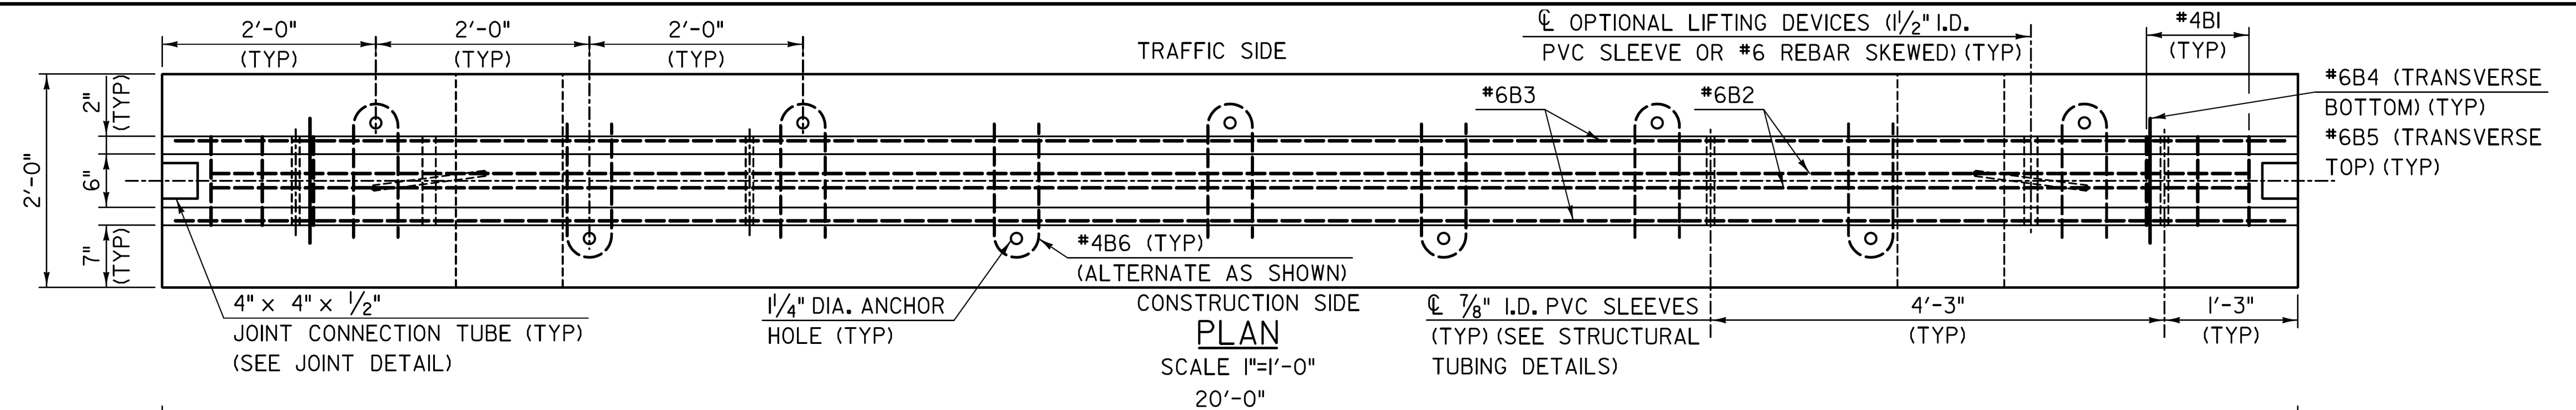 2'-0"
(TYP)
2'-0"
(TYP)
2'-0"
(TYP)
TRAFFIC SIDE
℄ OPTIONAL LIFTING DEVICES (1 1/2" I.D.
PVC SLEEVE OR #6 REBAR SKEWED) (TYP)
#4B1
(TYP)
#6B4 (TRANSVERSE
BOTTOM) (TYP)
#6B5 (TRANSVERSE
TOP) (TYP)
#6B3
#6B2
2'-0"
2"
(TYP)
6"
7"
(TYP)
#4B6 (TYP)
(ALTERNATE AS SHOWN)
4" x 4" x 1/2"
JOINT CONNECTION TUBE (TYP)
(SEE JOINT DETAIL)
1 1/4" DIA. ANCHOR
HOLE (TYP)
CONSTRUCTION SIDE
PLAN
SCALE 1"=1'-0"
20'-0"
℄ 7/8" I.D. PVC SLEEVES
(TYP) (SEE STRUCTURAL
TUBING DETAILS)
4'-3"
(TYP)
1'-3"
(TYP)